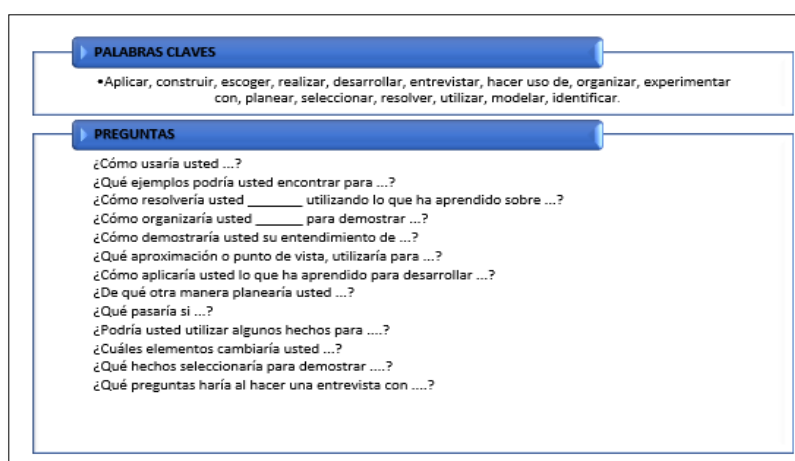 PALABRAS CLAVES
•Aplicar, construir, escoger, realizar, desarrollar, entrevistar, hacer uso de, organizar, experimentar
con, planear, seleccionar, resolver, utilizar, modelar, identificar.
PREGUNTAS
¿Cómo usaría usted ...?
¿Qué ejemplos podría usted encontrar para ...?
¿Cómo resolvería usted _______ utilizando lo que ha aprendido sobre ...?
¿Cómo organizaría usted _______ para demostrar ...?
¿Cómo demostraría usted su entendimiento de ...?
¿Qué aproximación o punto de vista, utilizaría para ...?
¿Cómo aplicaría usted lo que ha aprendido para desarrollar ...?
¿De qué otra manera planearía usted ...?
¿Qué pasaría si ...?
¿Podría usted utilizar algunos hechos para ....?
¿Cuáles elementos cambiaría usted ...?
¿Qué hechos seleccionaría para demostrar ....?
¿Qué preguntas haría al hacer una entrevista con ....?